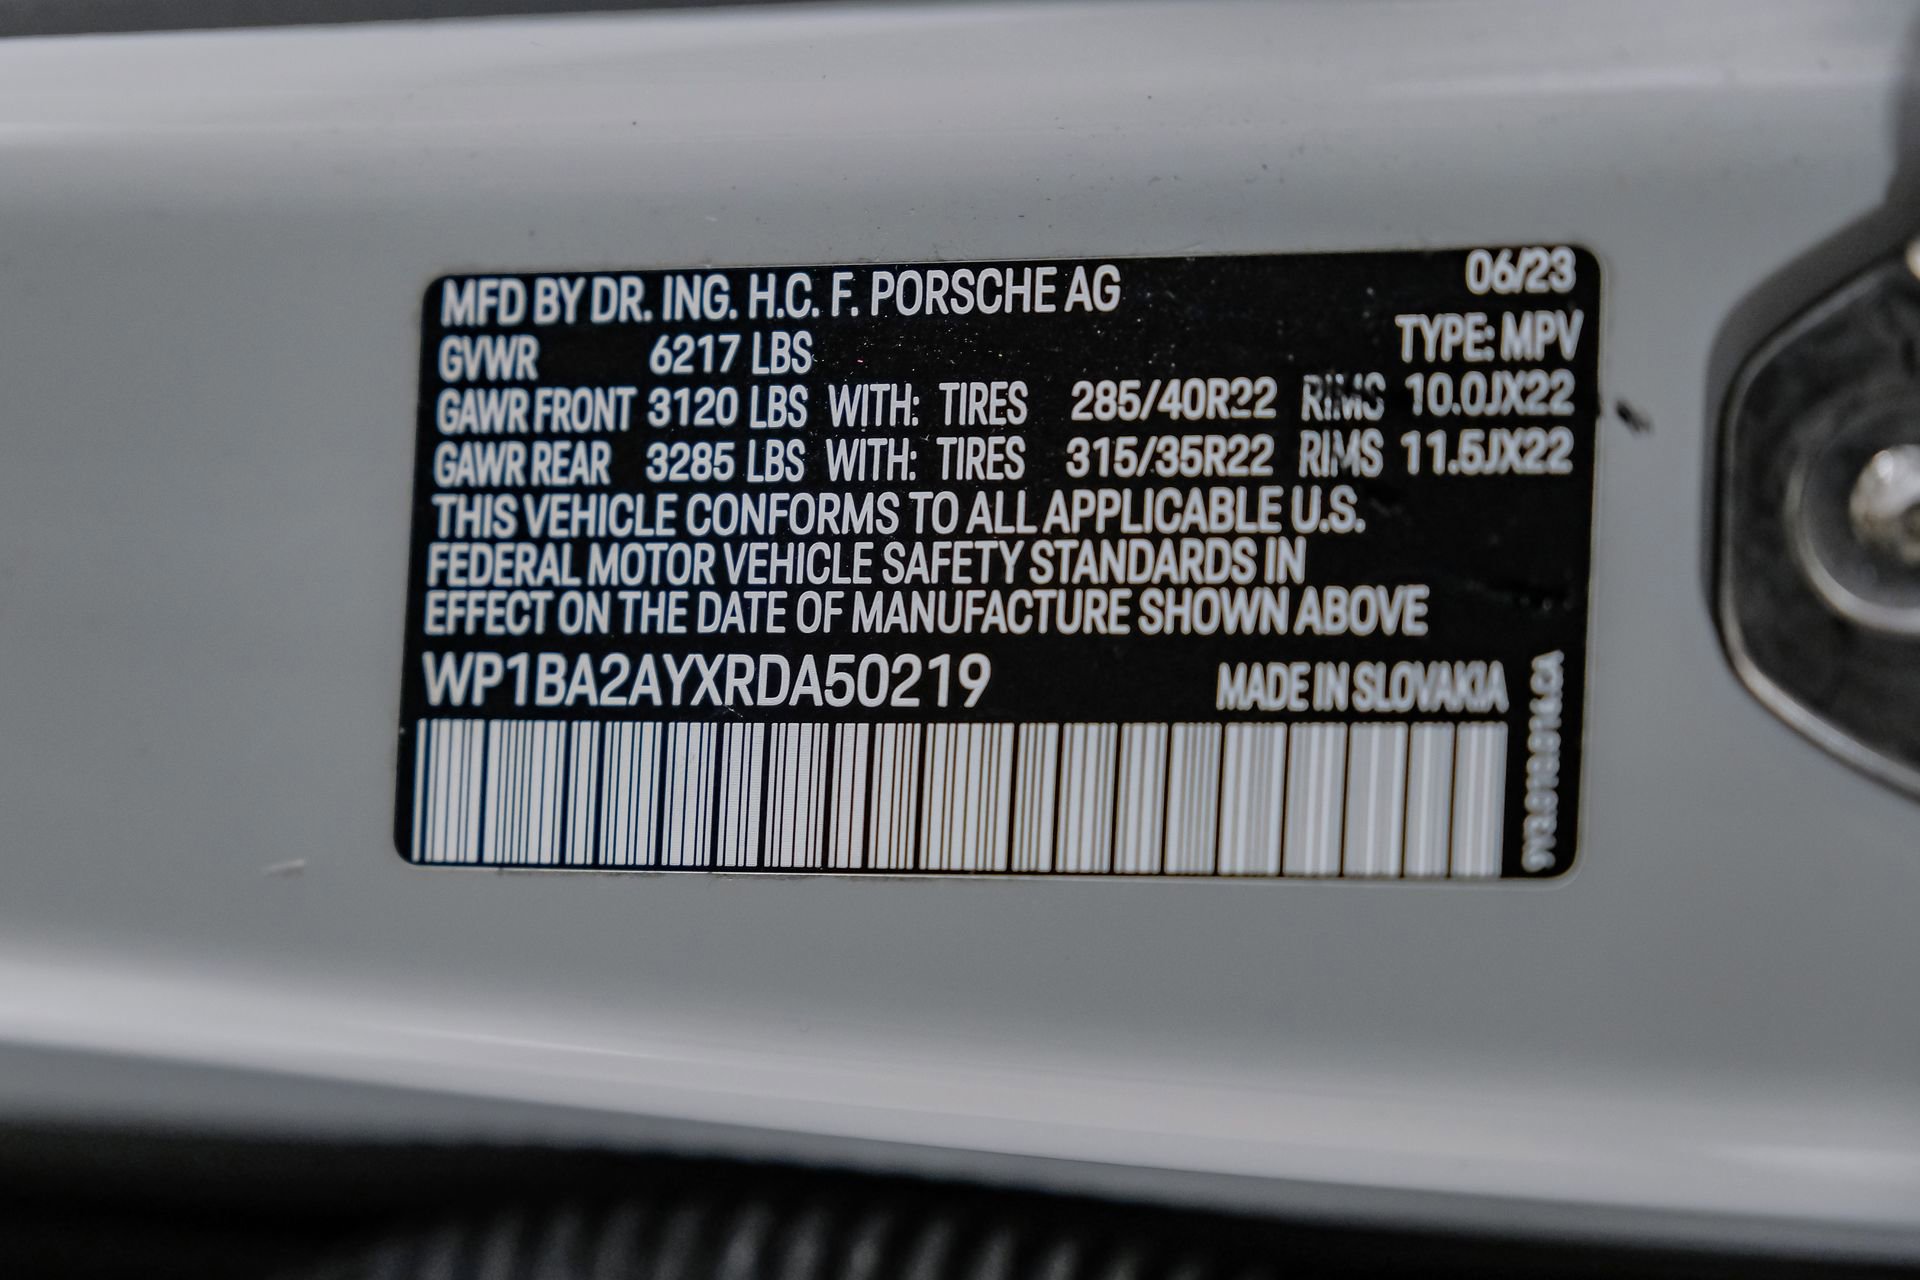 MFD BY DR. ING. H.C. F. PORSCHE AG 06/23
GVWR 6217 LBS TYPE: MPV
GAWR FRONT 3120 LBS WITH: TIRES 285/40R22 RIMS 10.0JX22
GAWR REAR 3285 LBS WITH: TIRES 315/35R22 RIMS 11.5JX22
THIS VEHICLE CONFORMS TO ALL APPLICABLE U.S.
FEDERAL MOTOR VEHICLE SAFETY STANDARDS IN
EFFECT ON THE DATE OF MANUFACTURE SHOWN ABOVE
WP1BA2AYXRDA50219 MADE IN SLOVAKIA